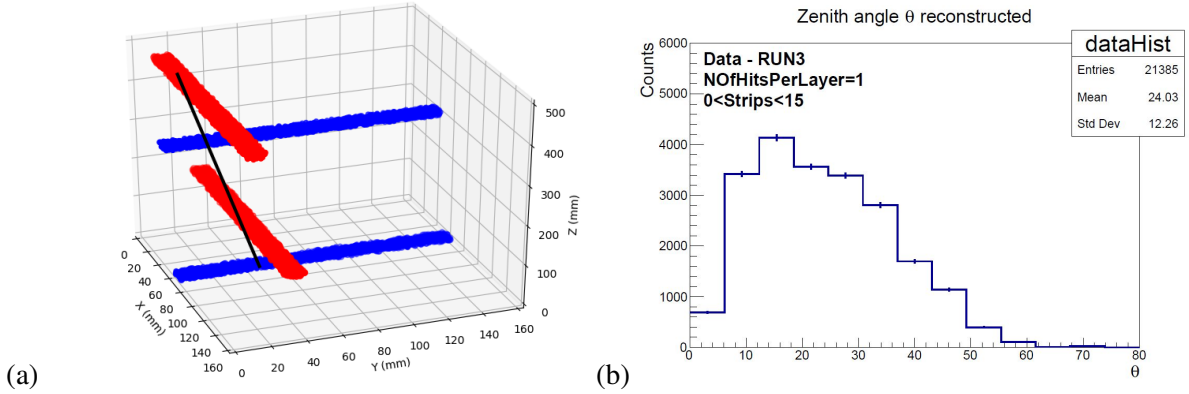 500
400
300
200
100
0
Z (mm)
0
20
40
60
80
100
120
140
160
X (mm)
0
20
40
60
80
100
120
140
160
Y (mm)
(a)
Zenith angle θ reconstructed
dataHist
Entries 21385
Mean 24.03
Std Dev 12.26
Data - RUN3
NOfHitsPerLayer=1
0<Strips<15
Counts
6000
5000
4000
3000
2000
1000
0
0 10 20 30 40 50 60 70 80
θ
(b)